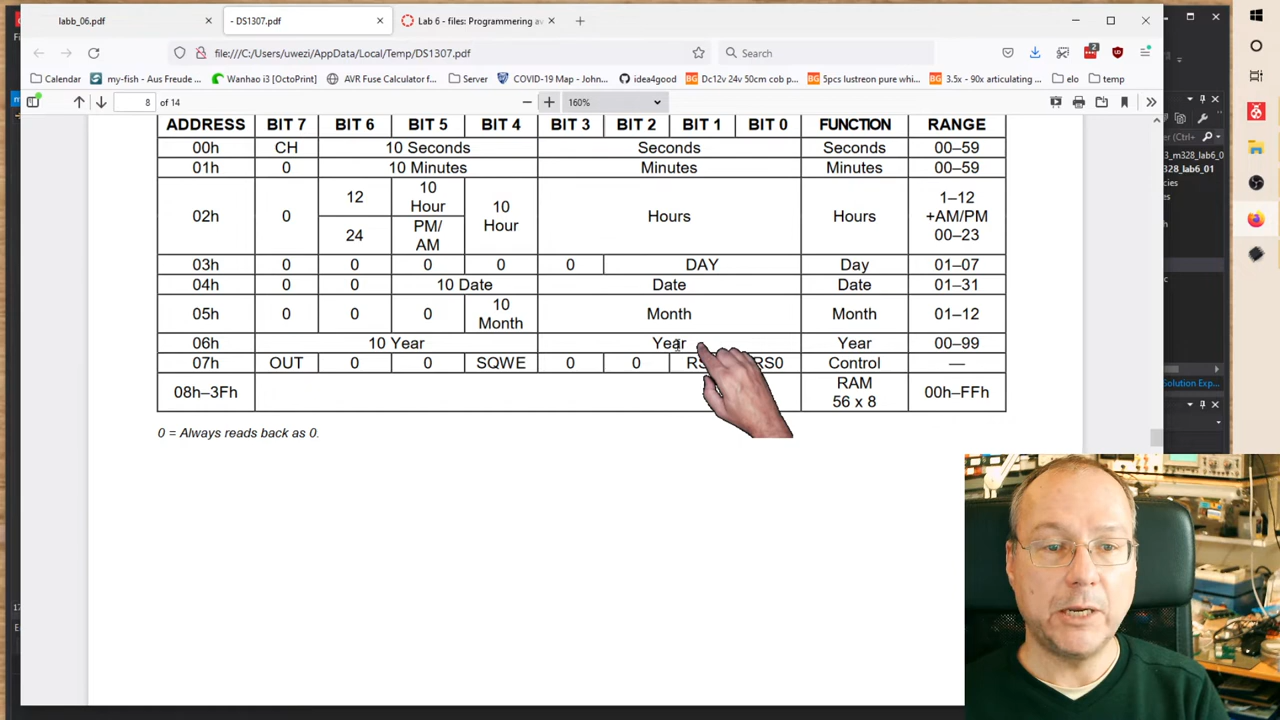 labb_06.pdf × - DS1307.pdf × Lab 6 - files: Programmering av ×
file:///C:/Users/uwezi/AppData/Local/Temp/DS1307.pdf Search 2
Calendar my-fish - Aus Freude ... Wanhao i3 [OctoPrint] AVR Fuse Calculator f... Server COVID-19 Map - John... idea4good Dc12v 24v 50cm cob p... 5pcs lustreon pure whi... 3.5x - 90x articulating ... elo temp
8 of 14 160%
ADDRESS BIT 7 BIT 6 BIT 5 BIT 4 BIT 3 BIT 2 BIT 1 BIT 0 FUNCTION RANGE
00h CH 10 Seconds Seconds Seconds 00–59
01h 0 10 Minutes Minutes Minutes 00–59
02h 0 12 24 10 Hour PM/ AM 10 Hour Hours Hours 1–12 +AM/PM 00–23
03h 0 0 0 0 0 DAY Day 01–07
04h 0 0 10 Date Date Date 01–31
05h 0 0 0 10 Month Month Month 01–12
06h 10 Year Year Year 00–99
07h OUT 0 0 SQWE 0 0 RS0 Control —
08h–3Fh RAM 56 x 8 00h–FFh
0 = Always reads back as 0.
3_m328_lab6_0
328_lab6_01
cies
Solution Exp...